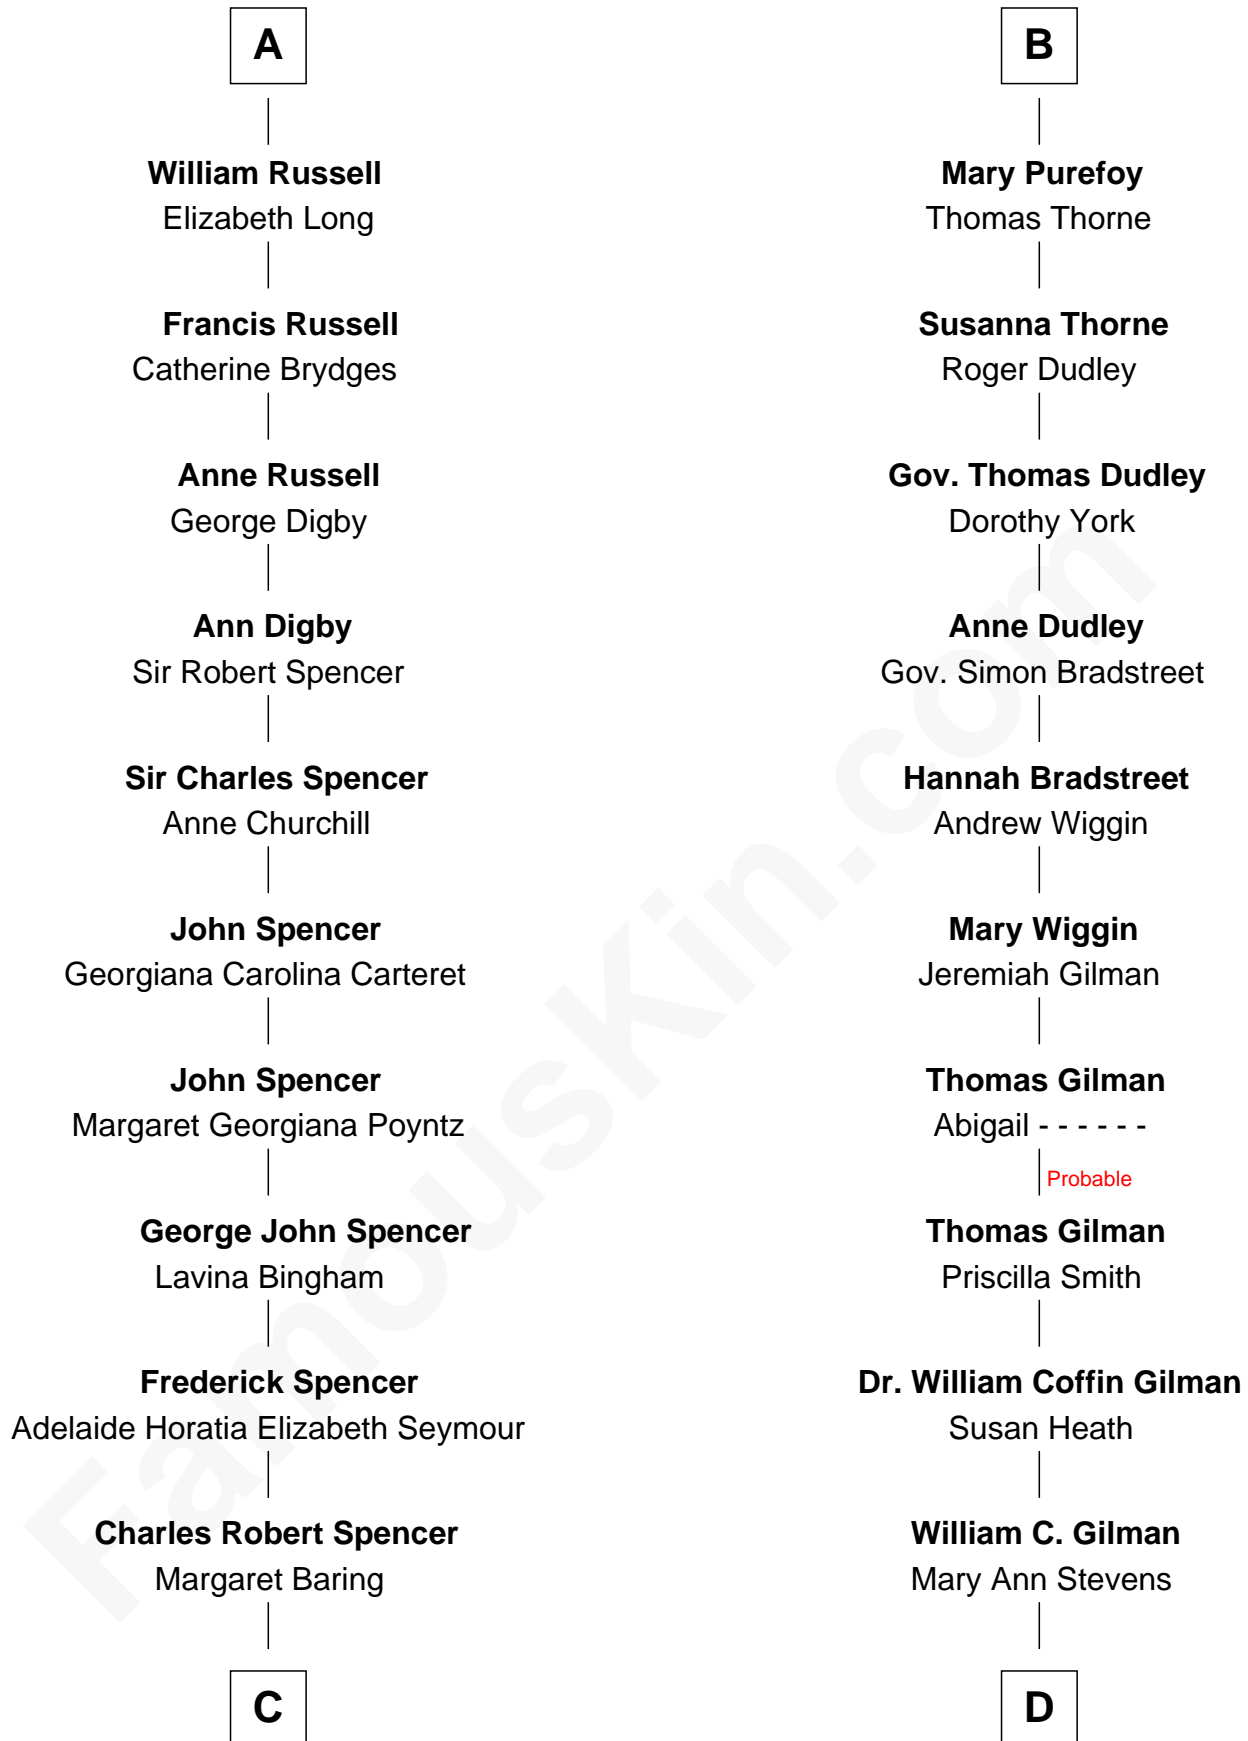 A
William Russell
Elizabeth Long
Francis Russell
Catherine Brydges
Anne Russell
George Digby
Ann Digby
Sir Robert Spencer
Sir Charles Spencer
Anne Churchill
John Spencer
Georgiana Carolina Carteret
John Spencer
Margaret Georgiana Poyntz
George John Spencer
Lavina Bingham
Frederick Spencer
Adelaide Horatia Elizabeth Seymour
Charles Robert Spencer
Margaret Baring
C
B
Mary Purefoy
Thomas Thorne
Susanna Thorne
Roger Dudley
Gov. Thomas Dudley
Dorothy York
Anne Dudley
Gov. Simon Bradstreet
Hannah Bradstreet
Andrew Wiggin
Mary Wiggin
Jeremiah Gilman
Thomas Gilman
Abigail - - - - - -
Probable
Thomas Gilman
Priscilla Smith
Dr. William Coffin Gilman
Susan Heath
William C. Gilman
Mary Ann Stevens
D
FamousKin.com